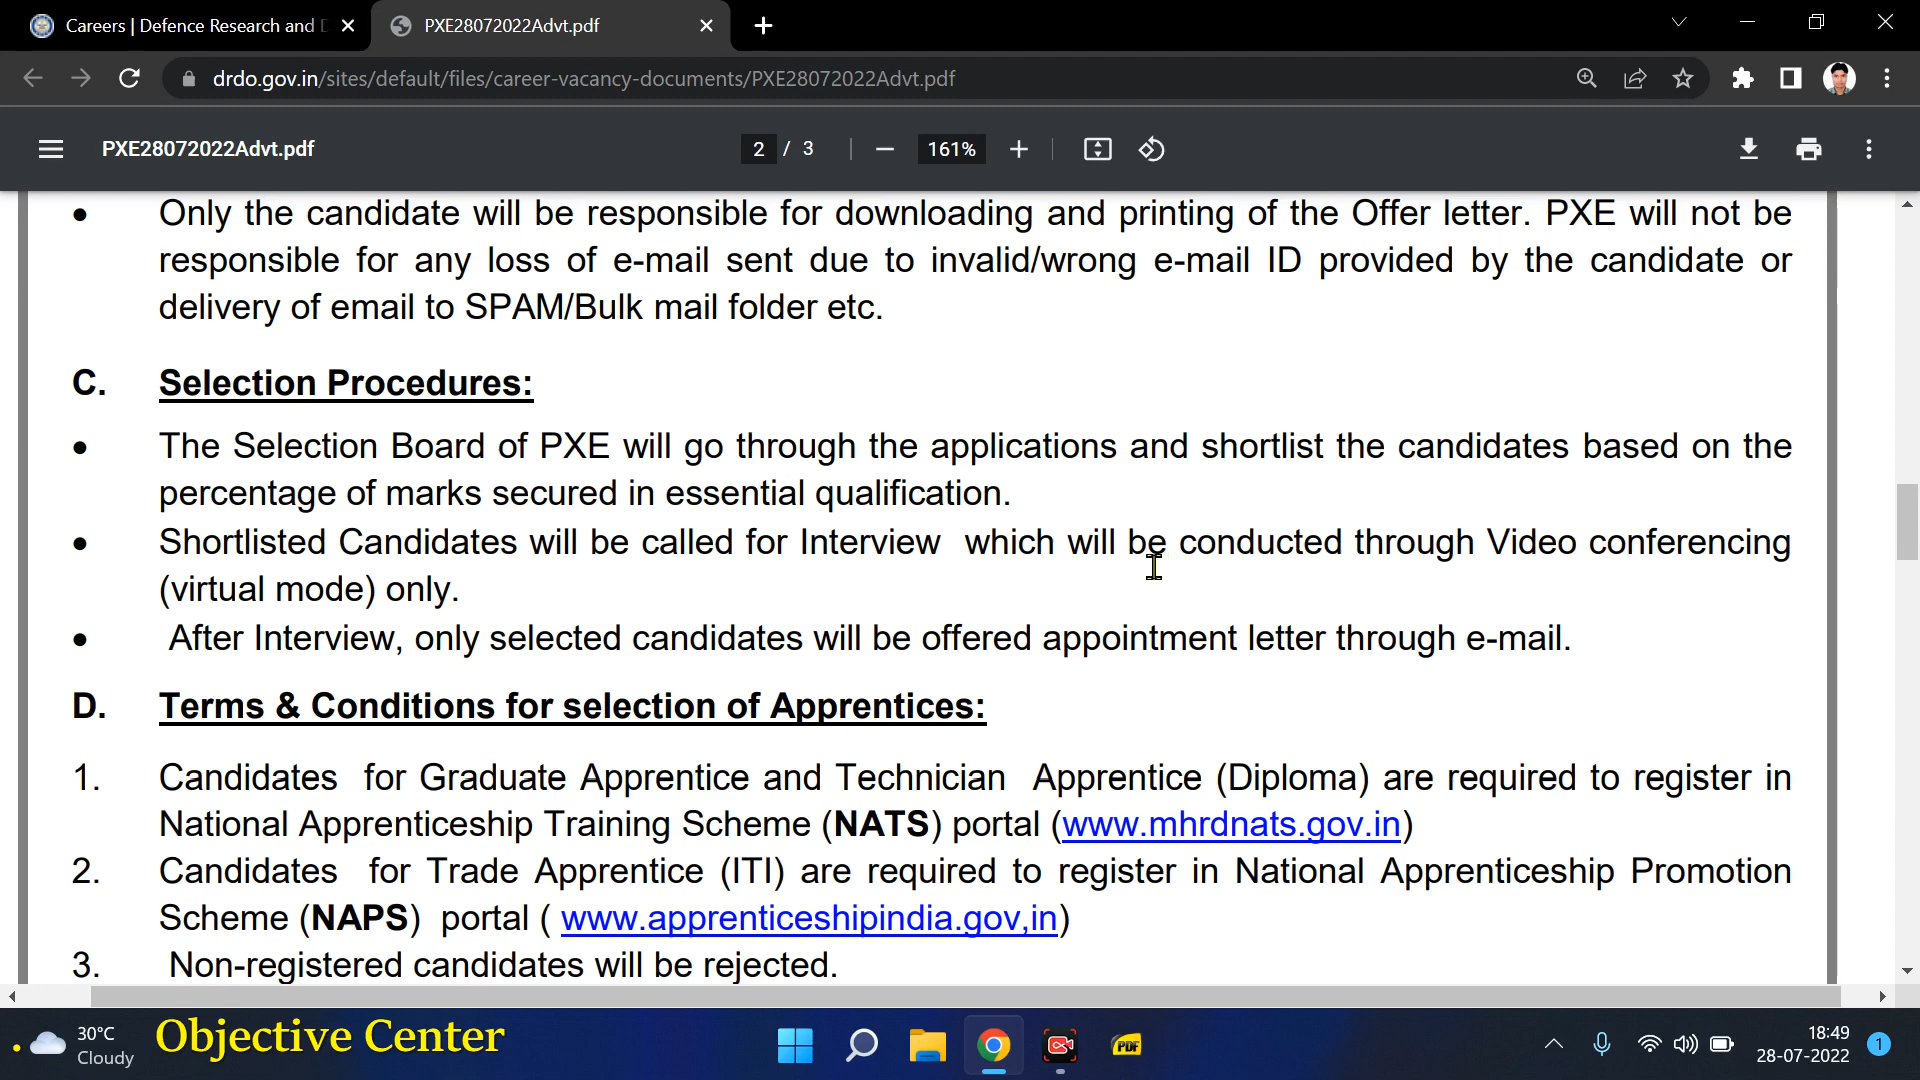 Careers | Defence Research and
PXE28072022Advt.pdf
drdo.gov.in/sites/default/files/career-vacancy-documents/PXE28072022Advt.pdf
PXE28072022Advt.pdf
2 / 3
161%
• Only the candidate will be responsible for downloading and printing of the Offer letter. PXE will not be
responsible for any loss of e-mail sent due to invalid/wrong e-mail ID provided by the candidate or
delivery of email to SPAM/Bulk mail folder etc.
C. Selection Procedures:
• The Selection Board of PXE will go through the applications and shortlist the candidates based on the
percentage of marks secured in essential qualification.
• Shortlisted Candidates will be called for Interview which will be conducted through Video conferencing
(virtual mode) only.
• After Interview, only selected candidates will be offered appointment letter through e-mail.
D. Terms & Conditions for selection of Apprentices:
1. Candidates for Graduate Apprentice and Technician Apprentice (Diploma) are required to register in
National Apprenticeship Training Scheme (NATS) portal (www.mhrdnats.gov.in)
2. Candidates for Trade Apprentice (ITI) are required to register in National Apprenticeship Promotion
Scheme (NAPS) portal ( www.apprenticeshipindia.gov,in)
3. Non-registered candidates will be rejected.
30°C
Cloudy
Objective Center
PDF
18:49
28-07-2022
1